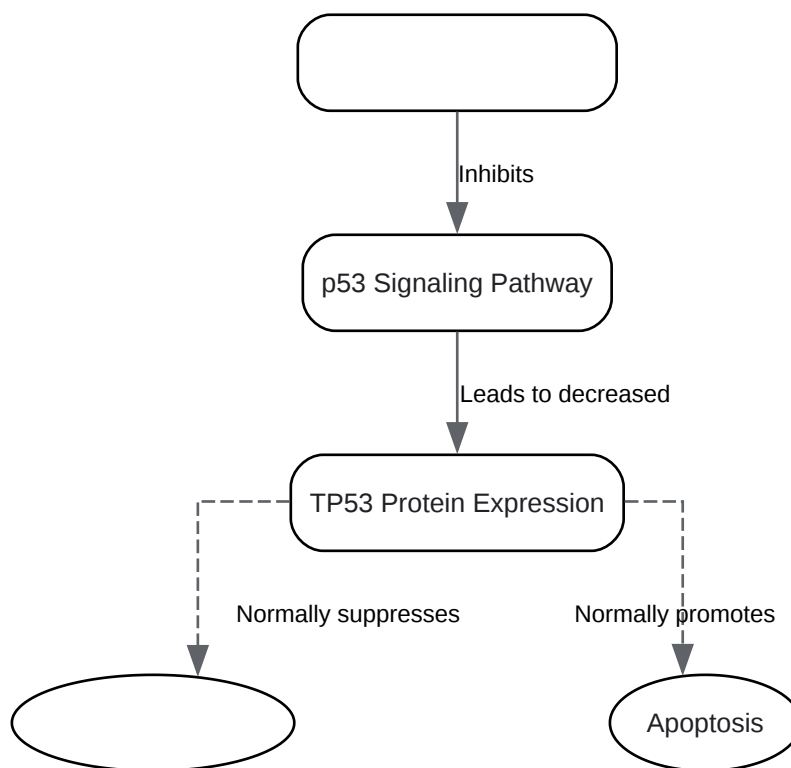 Inhibits
p53 Signaling Pathway
Leads to decreased
TP53 Protein Expression
Normally suppresses
Normally promotes
Apoptosis